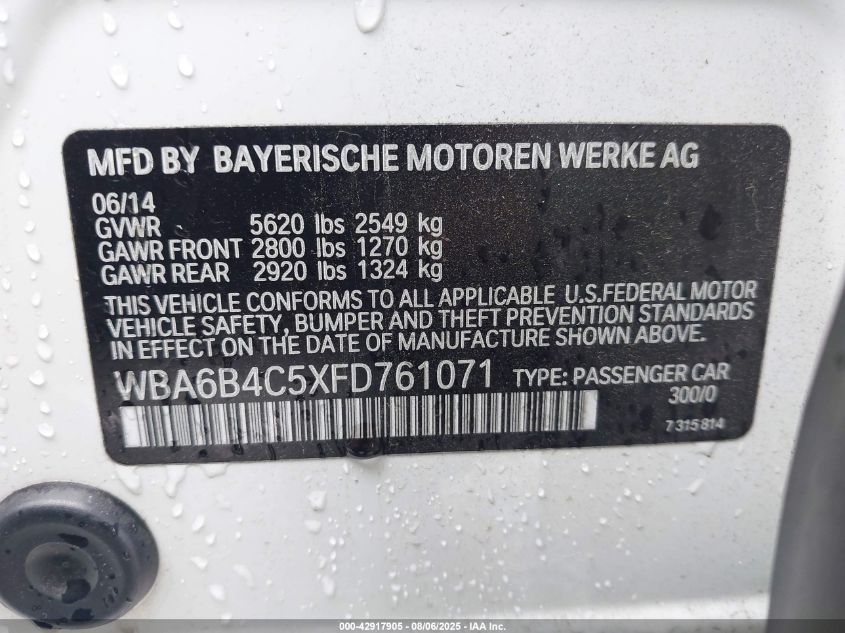 MFD BY BAYERISCHE MOTOREN WERKE AG
06/14
GVWR 5620 lbs 2549 kg
GAWR FRONT 2800 lbs 1270 kg
GAWR REAR 2920 lbs 1324 kg
THIS VEHICLE CONFORMS TO ALL APPLICABLE U.S.FEDERAL MOTOR
VEHICLE SAFETY, BUMPER AND THEFT PREVENTION STANDARDS
IN EFFECT ON THE DATE OF MANUFACTURE SHOWN ABOVE.
WBA6B4C5XFD761071 TYPE: PASSENGER CAR
300/0
7 315 814
000-42917905 - 08/06/2025 - IAA Inc.